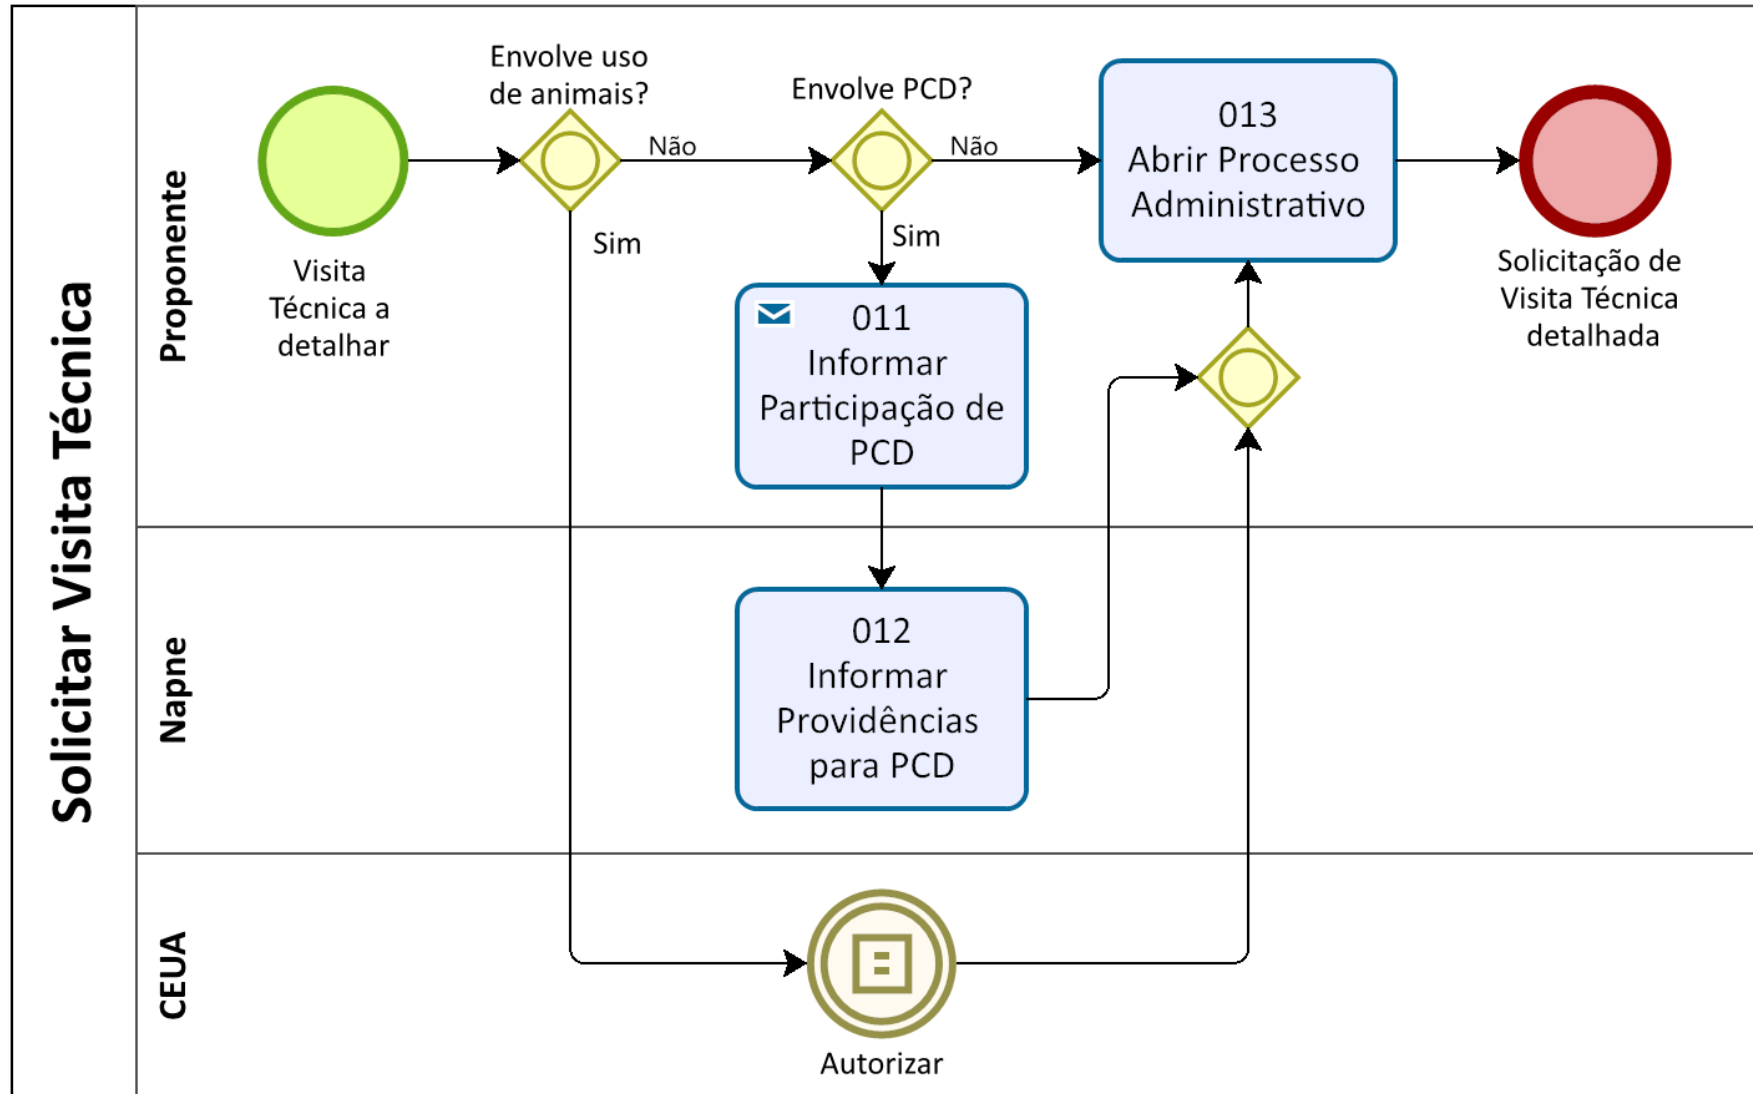 Solicitar Visita Técnica
Proponente
Visita
Técnica a
detalhar
Envolve uso
de animais?
Não
Sim
Envolve PCD?
Não
Sim
011
Informar
Participação de
PCD
013
Abrir Processo
Administrativo
Solicitação de
Visita Técnica
detalhada
Napne
012
Informar
Providências
para PCD
CEUA
Autorizar